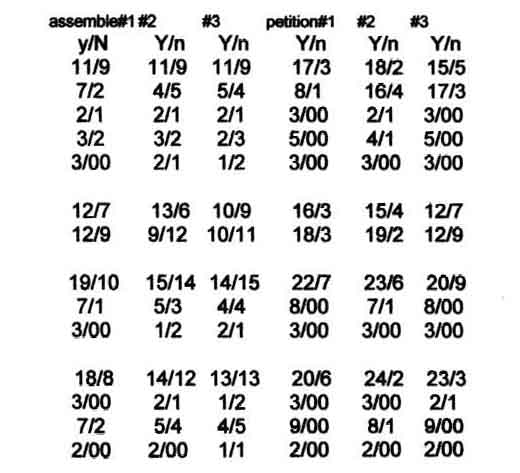 assemble#1 #2 #3 petition#1 #2 #3
y/N Y/n Y/n Y/n Y/n Y/n
11/9 11/9 11/9 17/3 18/2 15/5
7/2 4/5 5/4 8/1 16/4 17/3
2/1 2/1 2/1 3/00 2/1 3/00
3/2 3/2 2/3 5/00 4/1 5/00
3/00 2/1 1/2 3/00 3/00 3/00
12/7 13/6 10/9 16/3 15/4 12/7
12/9 9/12 10/11 18/3 19/2 12/9
19/10 15/14 14/15 22/7 23/6 20/9
7/1 5/3 4/4 8/00 7/1 8/00
3/00 1/2 2/1 3/00 3/00 3/00
18/8 14/12 13/13 20/6 24/2 23/3
3/00 2/1 1/2 3/00 3/00 2/1
7/2 5/4 4/5 9/00 8/1 9/00
2/00 2/00 1/1 2/00 2/00 2/00